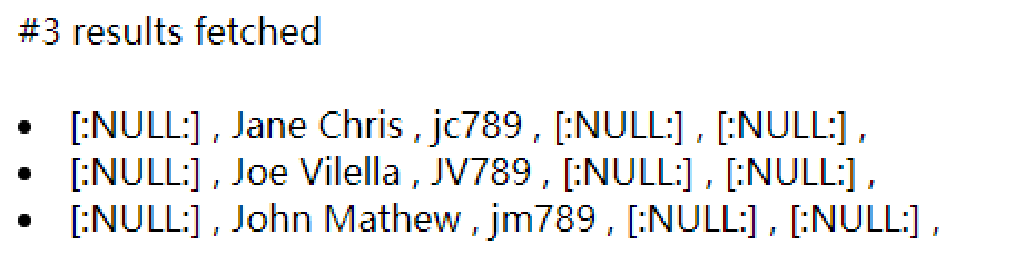 #3 results fetched
• [:NULL:] , Jane Chris , jc789 , [:NULL:] , [:NULL:] ,
• [:NULL:] , Joe Vilella , JV789 , [:NULL:] , [:NULL:] ,
• [:NULL:] , John Mathew , jm789 , [:NULL:] , [:NULL:] ,